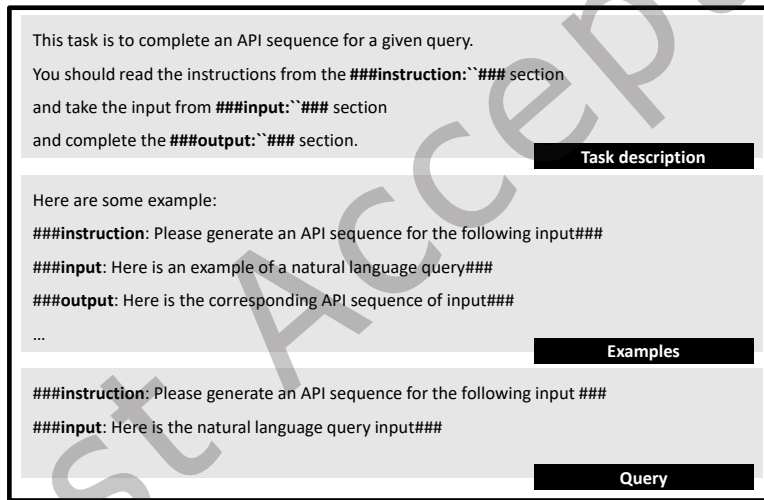 This task is to complete an API sequence for a given query.
You should read the instructions from the ###instruction:``### section
and take the input from ###input:``### section
and complete the ###output:``### section.
Task description
Here are some example:
###instruction: Please generate an API sequence for the following input###
###input: Here is an example of a natural language query###
###output: Here is the corresponding API sequence of input###
…
Examples
###instruction: Please generate an API sequence for the following input ###
###input: Here is the natural language query input###
Query
st Accep